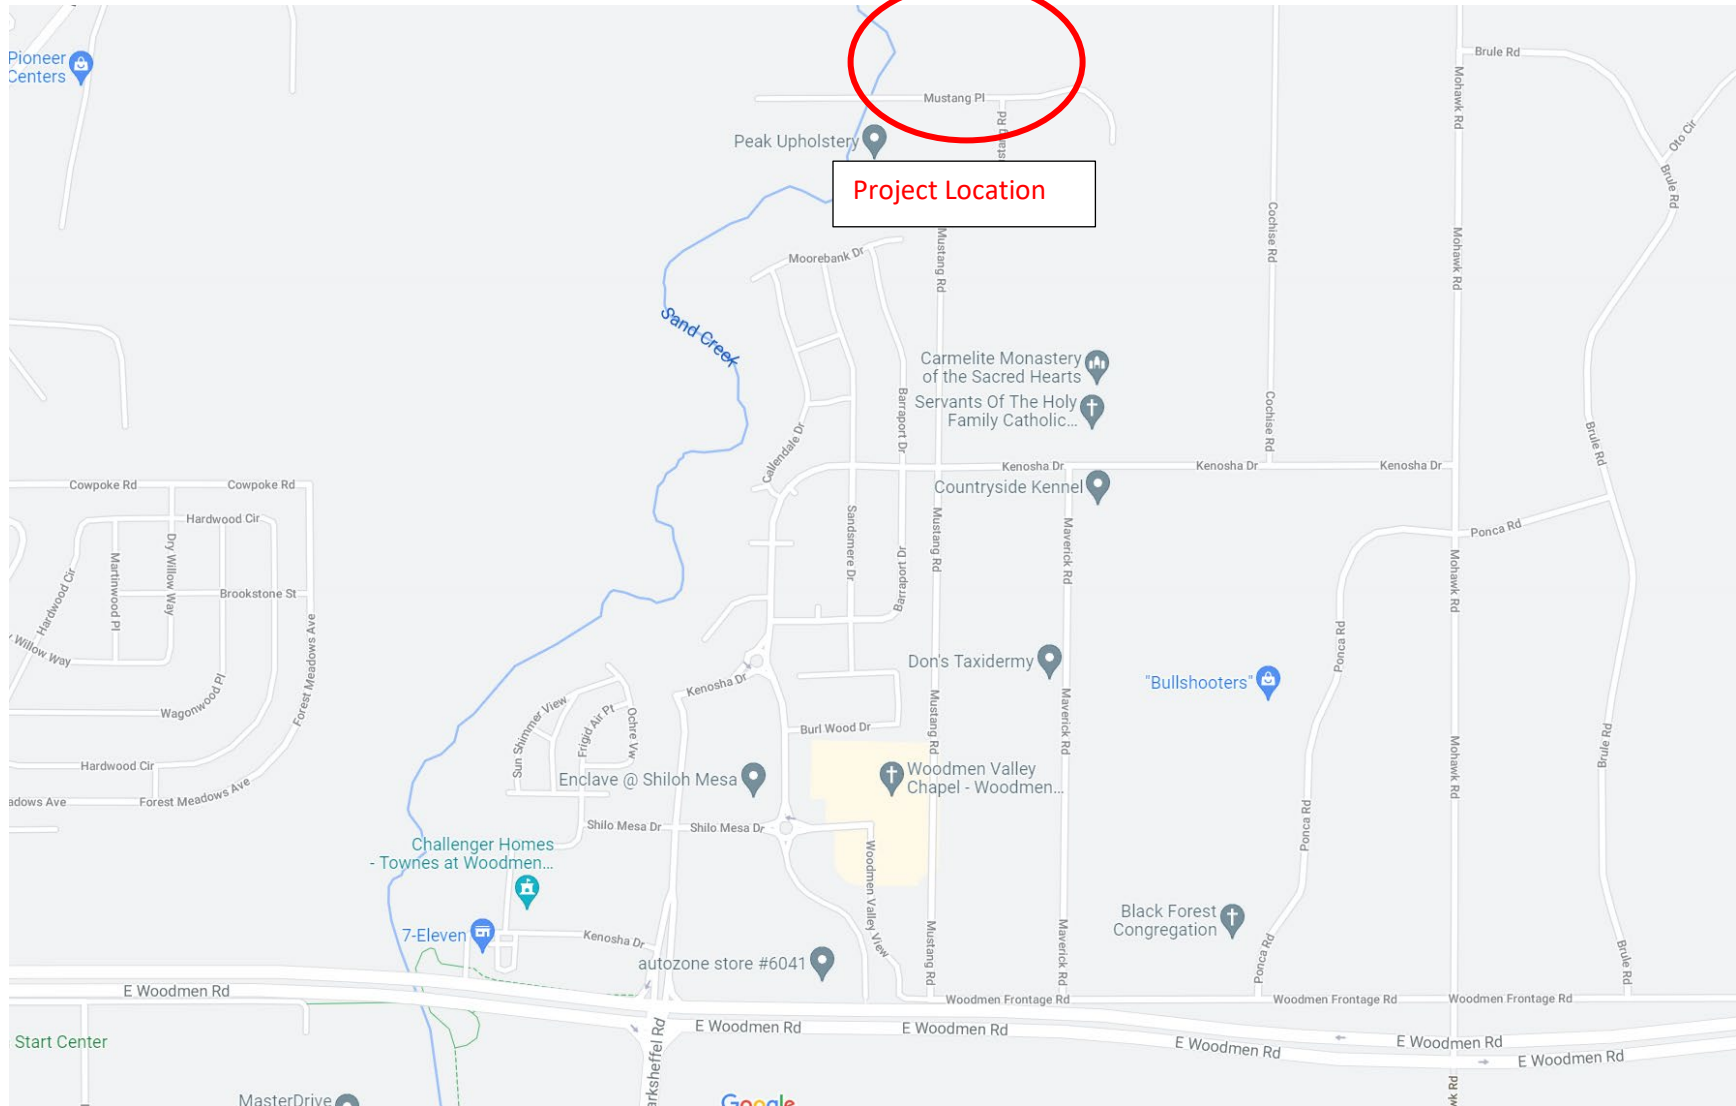 Pioneer
Centers
Brule Rd
Mohawk Rd
Mustang Pl
Oto Cir
Peak Upholstery
stang Rd
Project Location
Brule Rd
Cochise Rd
Mohawk Rd
Mustang Rd
Moorebank Dr
Sand Creek
Carmelite Monastery
of the Sacred Hearts
Servants Of The Holy
Family Catholic...
Barraport Dr
Cochise Rd
Callendale Dr
Brule Rd
Kenosha Dr
Kenosha Dr
Kenosha Dr
Countryside Kennel
Cowpoke Rd
Cowpoke Rd
Hardwood Cir
Dry Willow Way
Martinwood Pl
Hardwood Cir
Brookstone St
Sandsmere Dr
Mustang Rd
Barraport Dr
Maverick Rd
Ponca Rd
Mohawk Rd
Willow Way
Forest Meadows Ave
Wagonwood Pl
Kenosha Dr
Don's Taxidermy
Ponca Rd
"Bullshooters"
Sun Shimmer View
Frigid Air Pt
Ochre Vw
Burl Wood Dr
Mustang Rd
Maverick Rd
Brule Rd
Mohawk Rd
Hardwood Cir
adows Ave
Forest Meadows Ave
Enclave @ Shiloh Mesa
Woodmen Valley
Chapel - Woodmen...
Shilo Mesa Dr
Shilo Mesa Dr
Ponca Rd
Challenger Homes
- Townes at Woodmen...
Woodmen Valley View
Black Forest
Congregation
7-Eleven
Kenosha Dr
autozone store #6041
Mustang Rd
Maverick Rd
Ponca Rd
Brule Rd
E Woodmen Rd
Woodmen Frontage Rd
Woodmen Frontage Rd
Woodmen Frontage Rd
E Woodmen Rd
E Woodmen Rd
E Woodmen Rd
E Woodmen Rd
E Woodmen Rd
Start Center
arksheffel Rd
wk Rd
MasterDrive
Google